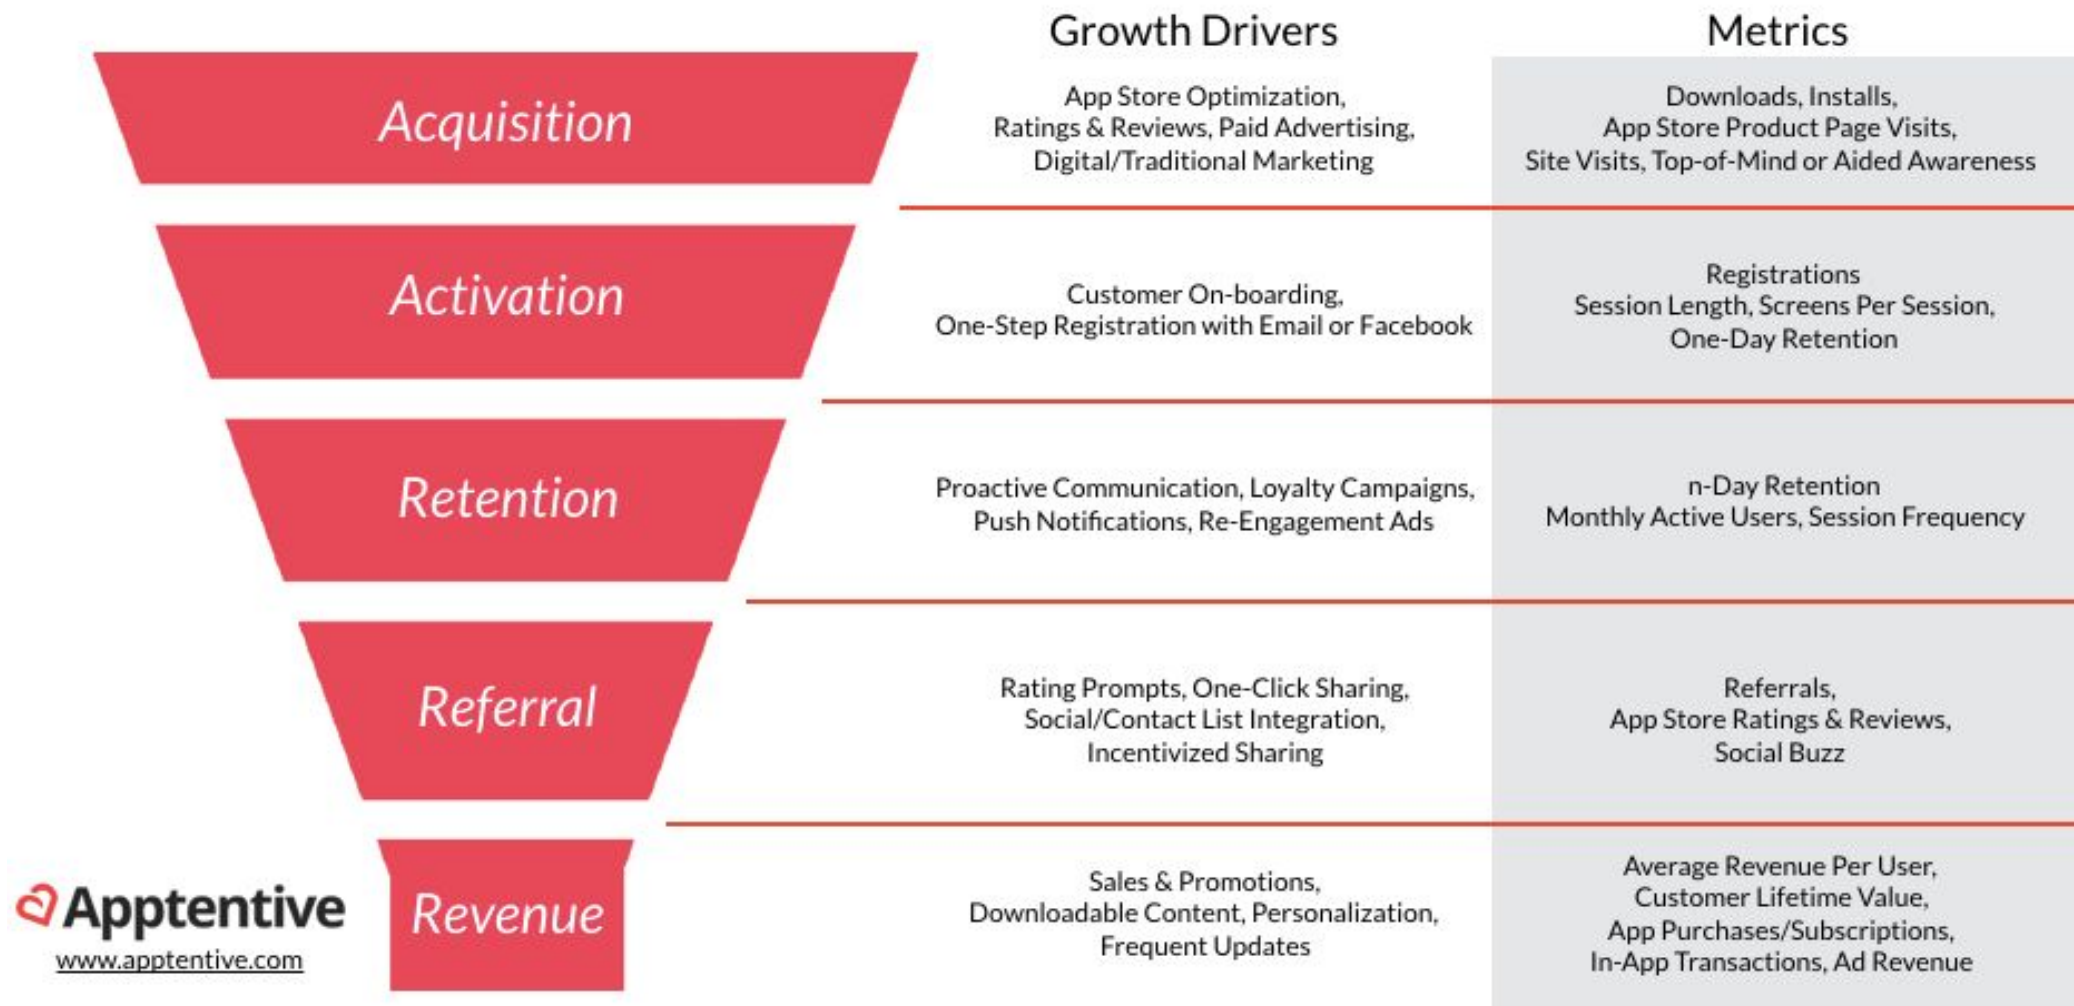 Growth Drivers
Metrics
Acquisition
App Store Optimization,
Ratings & Reviews, Paid Advertising,
Digital/Traditional Marketing
Downloads, Installs,
App Store Product Page Visits,
Site Visits, Top-of-Mind or Aided Awareness
Activation
Customer On-boarding,
One-Step Registration with Email or Facebook
Registrations
Session Length, Screens Per Session,
One-Day Retention
Retention
Proactive Communication, Loyalty Campaigns,
Push Notifications, Re-Engagement Ads
n-Day Retention
Monthly Active Users, Session Frequency
Referral
Rating Prompts, One-Click Sharing,
Social/Contact List Integration,
Incentivized Sharing
Referrals,
App Store Ratings & Reviews,
Social Buzz
Revenue
Sales & Promotions,
Downloadable Content, Personalization,
Frequent Updates
Average Revenue Per User,
Customer Lifetime Value,
App Purchases/Subscriptions,
In-App Transactions, Ad Revenue
Apptentive
www.apptentive.com